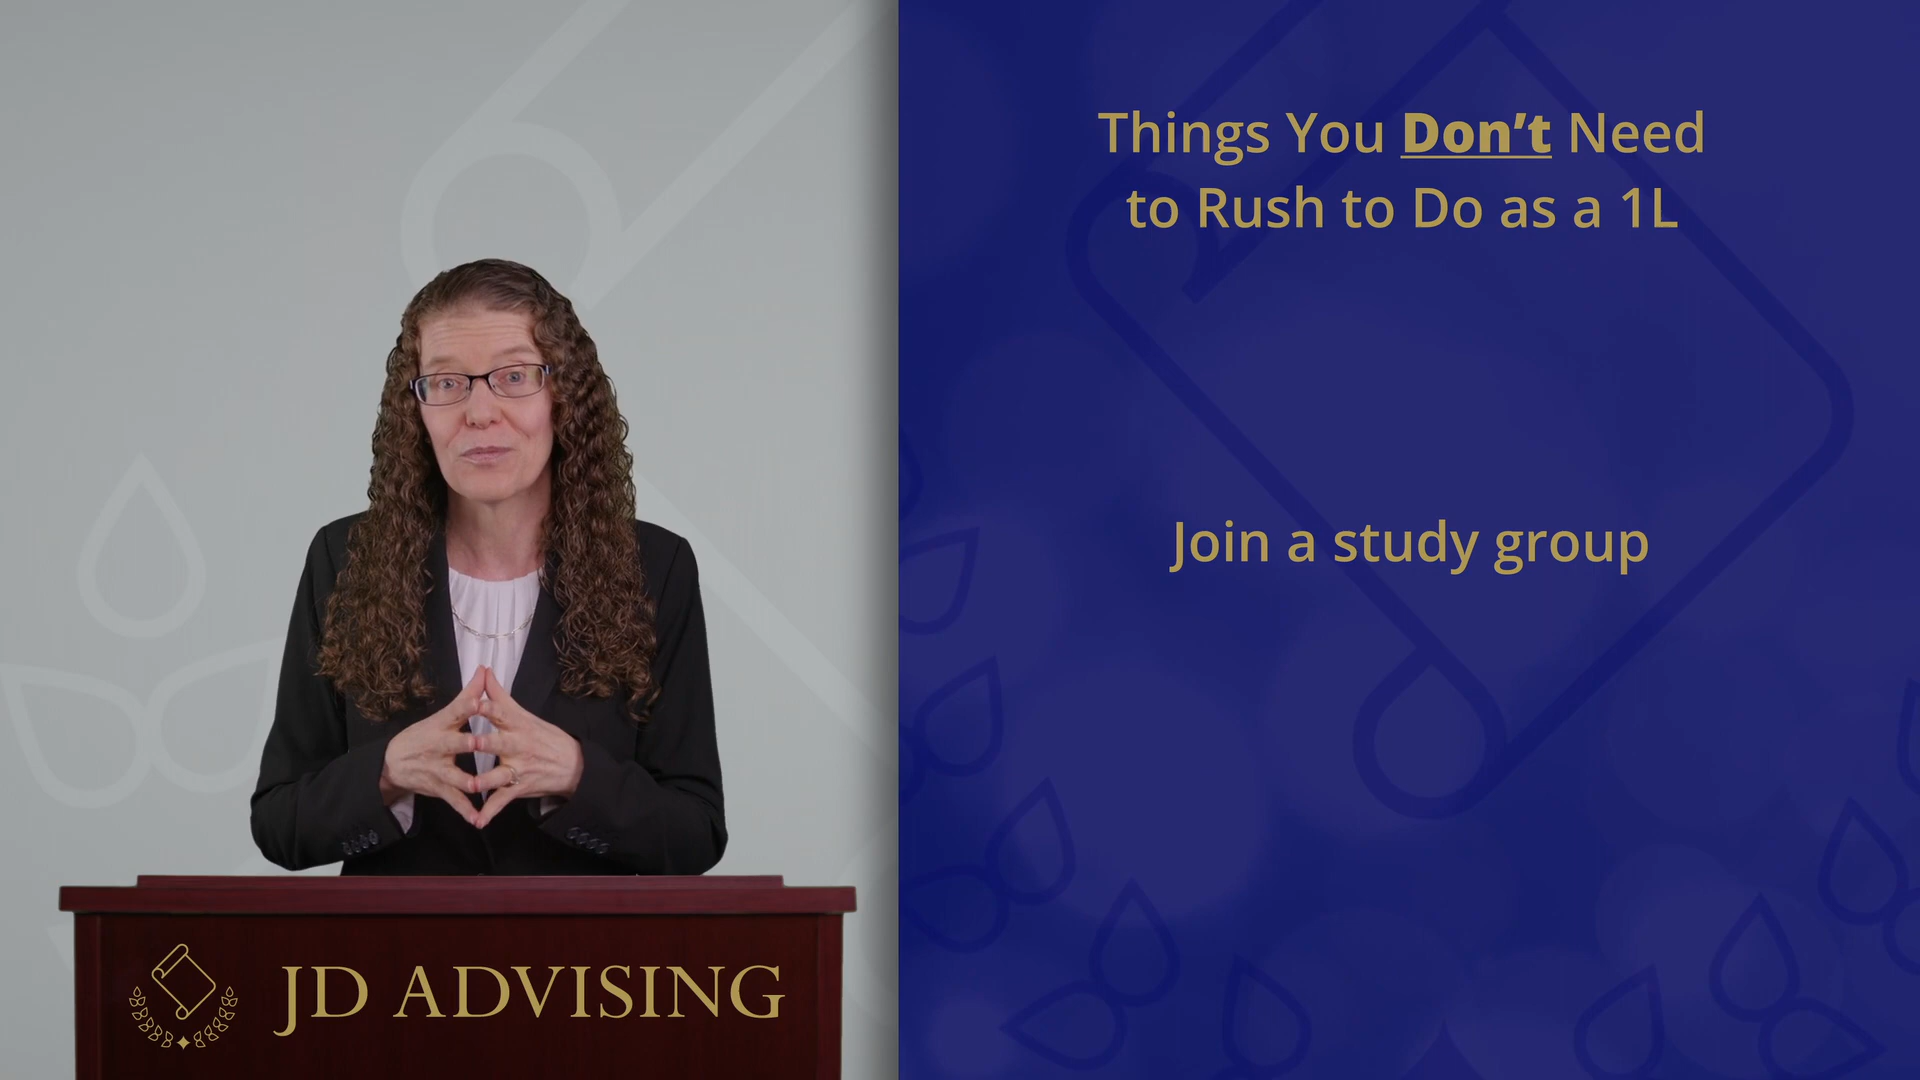 Things You Don't Need
to Rush to Do as a 1L
Join a study group
JD ADVISING